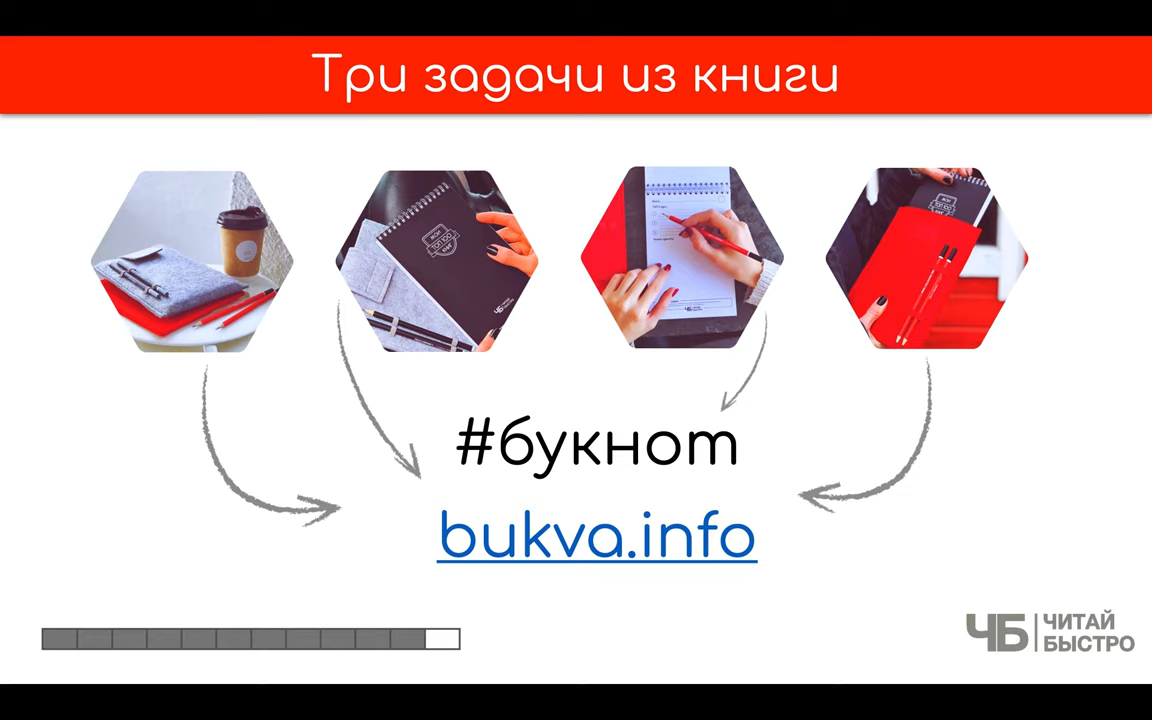 Три задачи из книги
#букнот
bukva.info
ЧБ
ЧИТАЙ
БЫСТРО